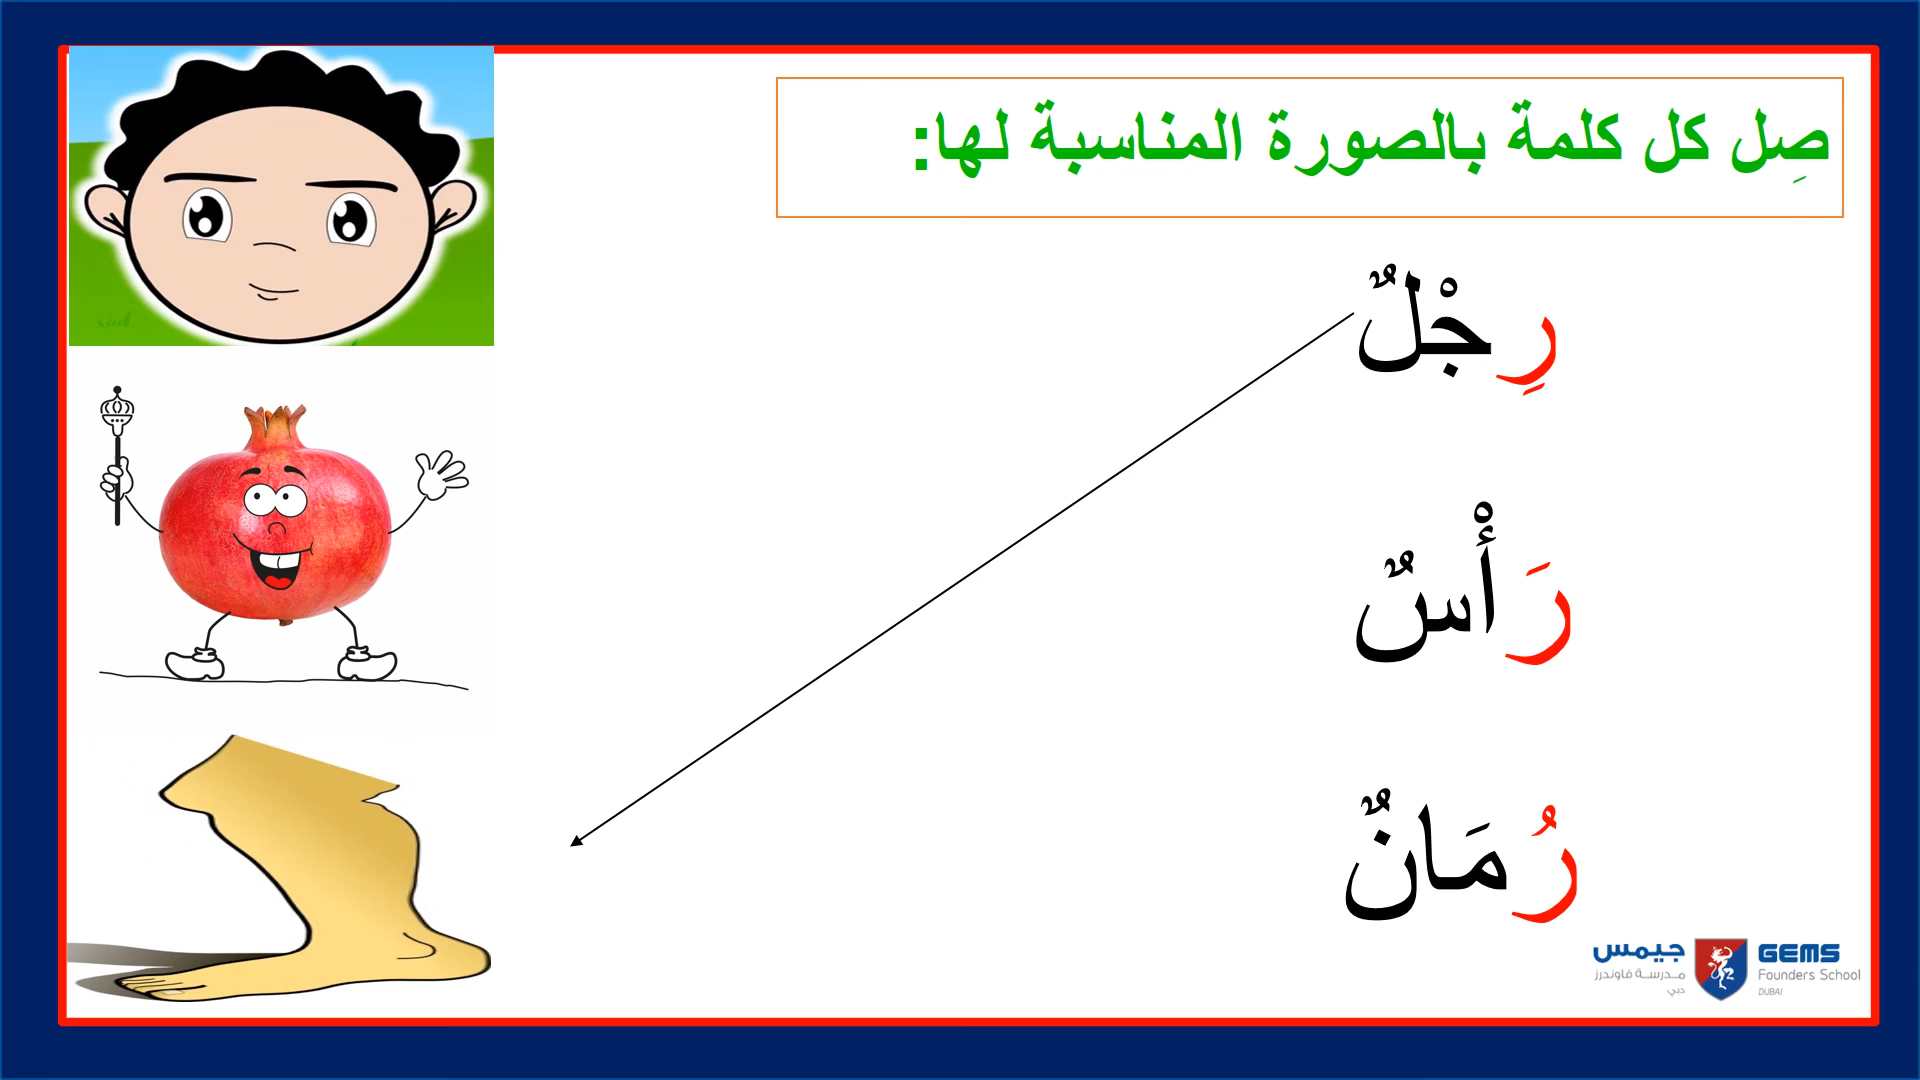 صِل كل كلمة بالصورة المناسبة لها:
رِجْلٌ
رَأْسٌ
رُمَانٌ
جيمس
مدرسة فاوندرز
دبي
GEMS
Founders School
DUBAI